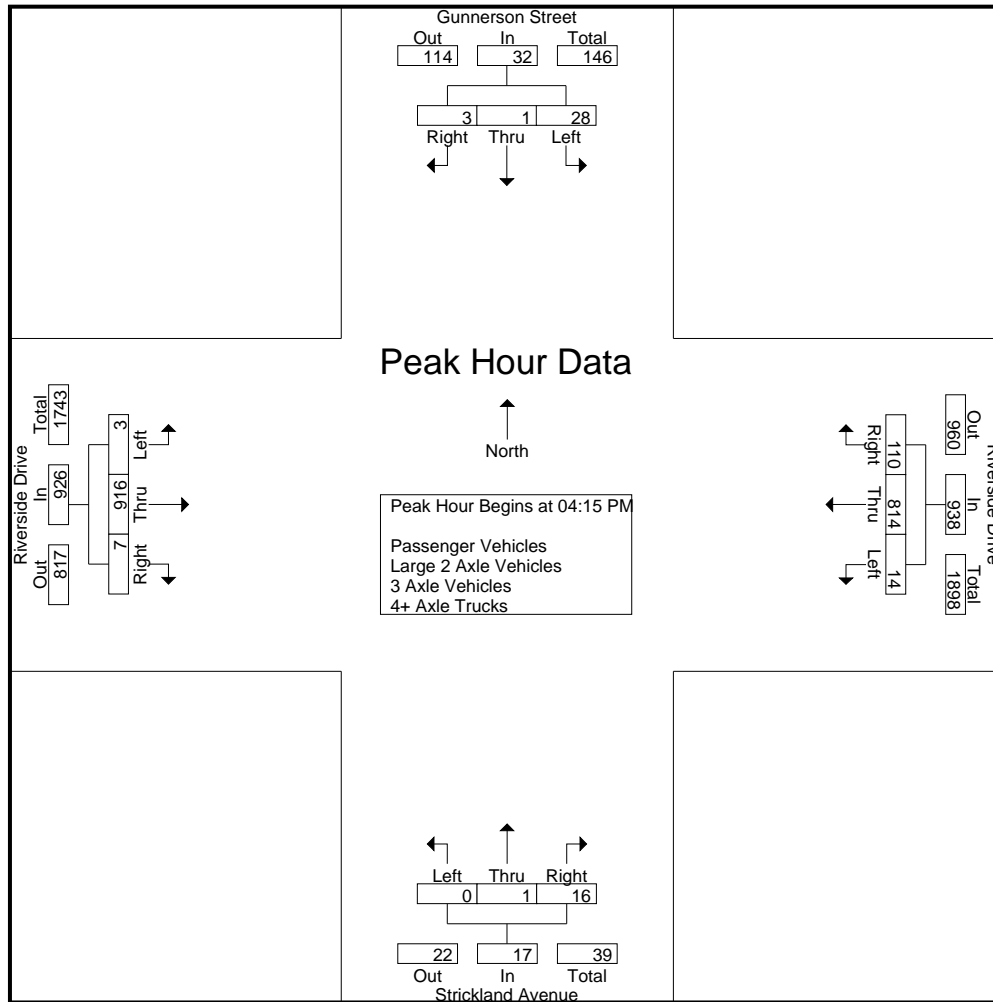 Gunnerson Street
Out In Total
114 32 146
3 1 28
Right Thru Left
Peak Hour Data
North
Peak Hour Begins at 04:15 PM
Passenger Vehicles
Large 2 Axle Vehicles
3 Axle Vehicles
4+ Axle Trucks
Riverside Drive
Out In Total
817 926 1743
7 916 3
Right Thru Left
Riverside Drive
Out In Total
960 938 1898
110 814 14
Right Thru Left
Left Thru Right
0 1 16
22 17 39
Out In Total
Strickland Avenue